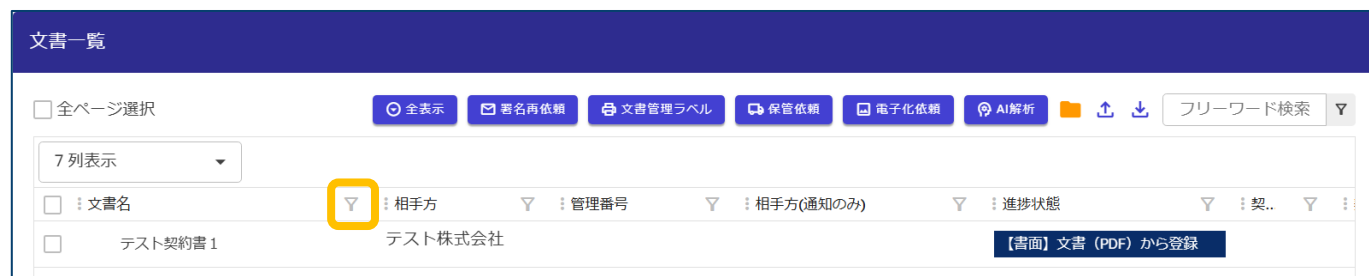 文書一覧
全ページ選択 全表示 署名再依頼 文書管理ラベル 保管依頼 電子化依頼 AI解析 フリーワード検索
7 列表示
文書名 相手方 管理番号 相手方(通知のみ) 進捗状態 契..
テスト契約書1 テスト株式会社 【書面】文書（PDF）から登録